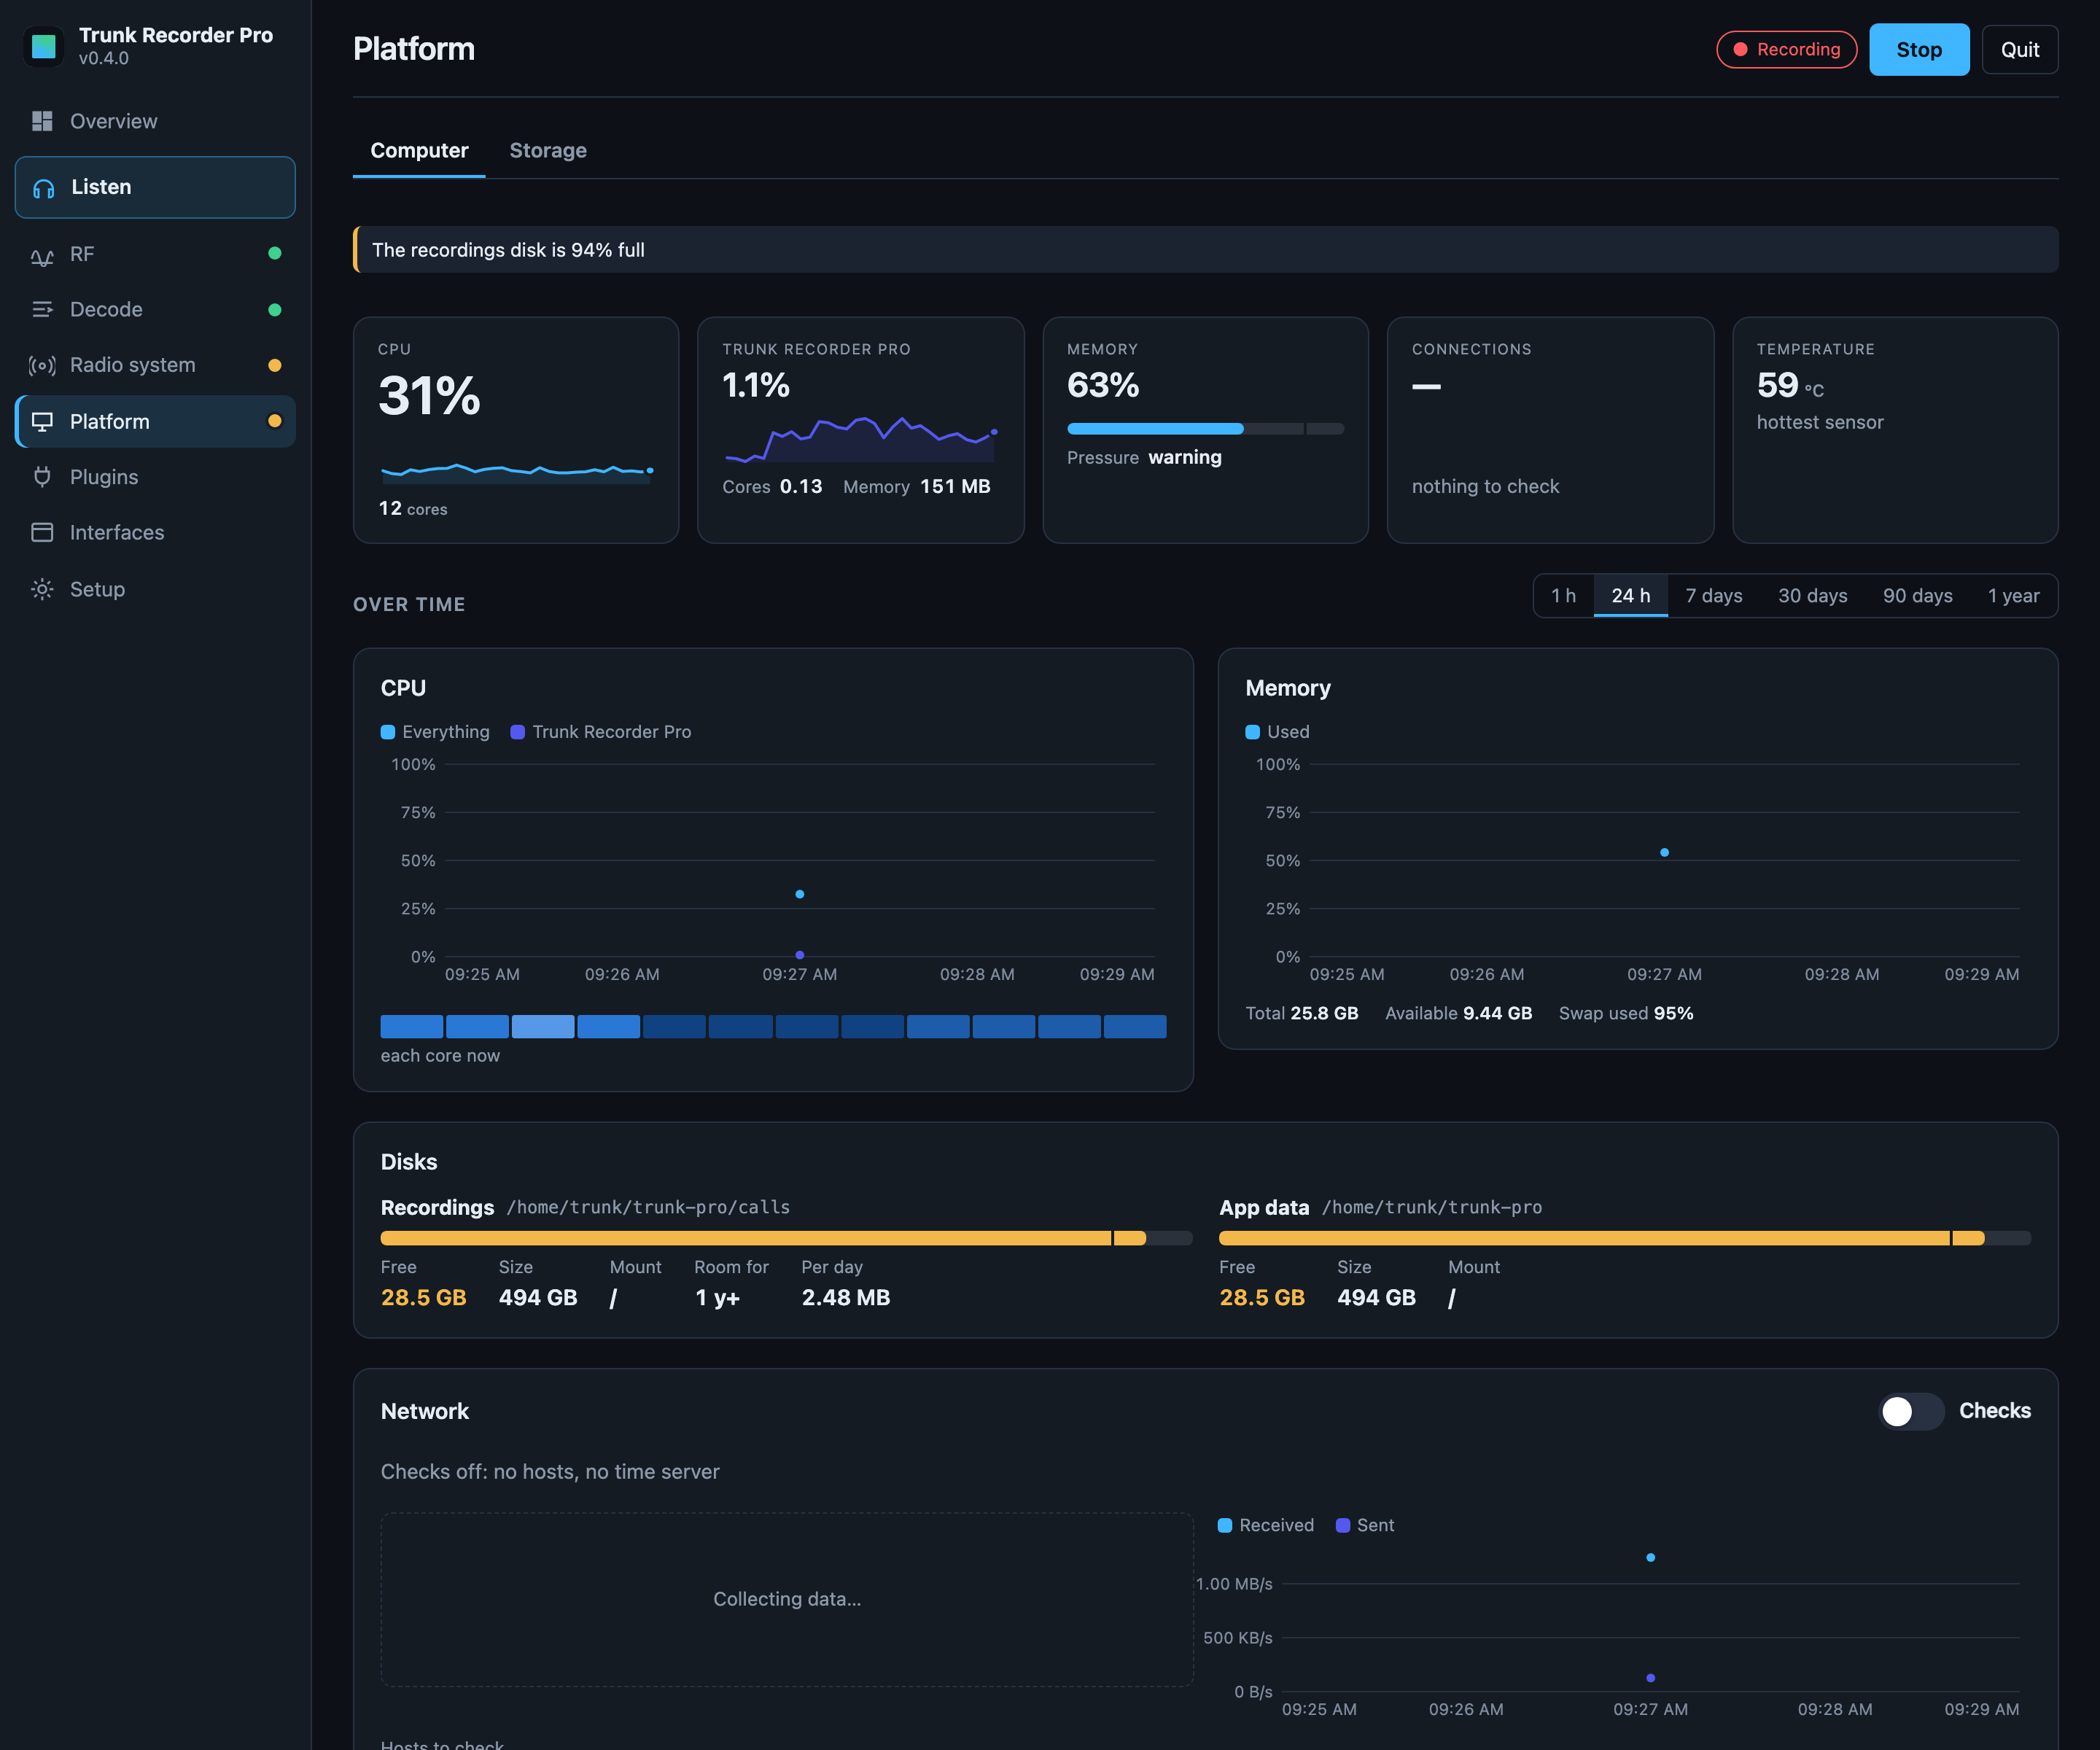 Trunk Recorder Pro
v0.4.0
Overview
Listen
RF
Decode
Radio system
Platform
Plugins
Interfaces
Setup
Platform
Recording
Stop
Quit
Computer
Storage
The recordings disk is 94% full
CPU
31%
12 cores
TRUNK RECORDER PRO
1.1%
Cores 0.13 Memory 151 MB
MEMORY
63%
Pressure warning
CONNECTIONS
—
nothing to check
TEMPERATURE
59 °C
hottest sensor
OVER TIME
1 h 24 h 7 days 30 days 90 days 1 year
CPU
Everything Trunk Recorder Pro
100%
75%
50%
25%
0%
09:25 AM 09:26 AM 09:27 AM 09:28 AM 09:29 AM
each core now
Memory
Used
100%
75%
50%
25%
0%
09:25 AM 09:26 AM 09:27 AM 09:28 AM 09:29 AM
Total 25.8 GB Available 9.44 GB Swap used 95%
Disks
Recordings /home/trunk/trunk-pro/calls
Free Size Mount Room for Per day
28.5 GB 494 GB / 1 y+ 2.48 MB
App data /home/trunk/trunk-pro
Free Size Mount
28.5 GB 494 GB /
Network
Checks
Checks off: no hosts, no time server
Collecting data...
Received Sent
1.00 MB/s
500 KB/s
0 B/s
09:25 AM 09:26 AM 09:27 AM 09:28 AM 09:29 AM
Hosts to check